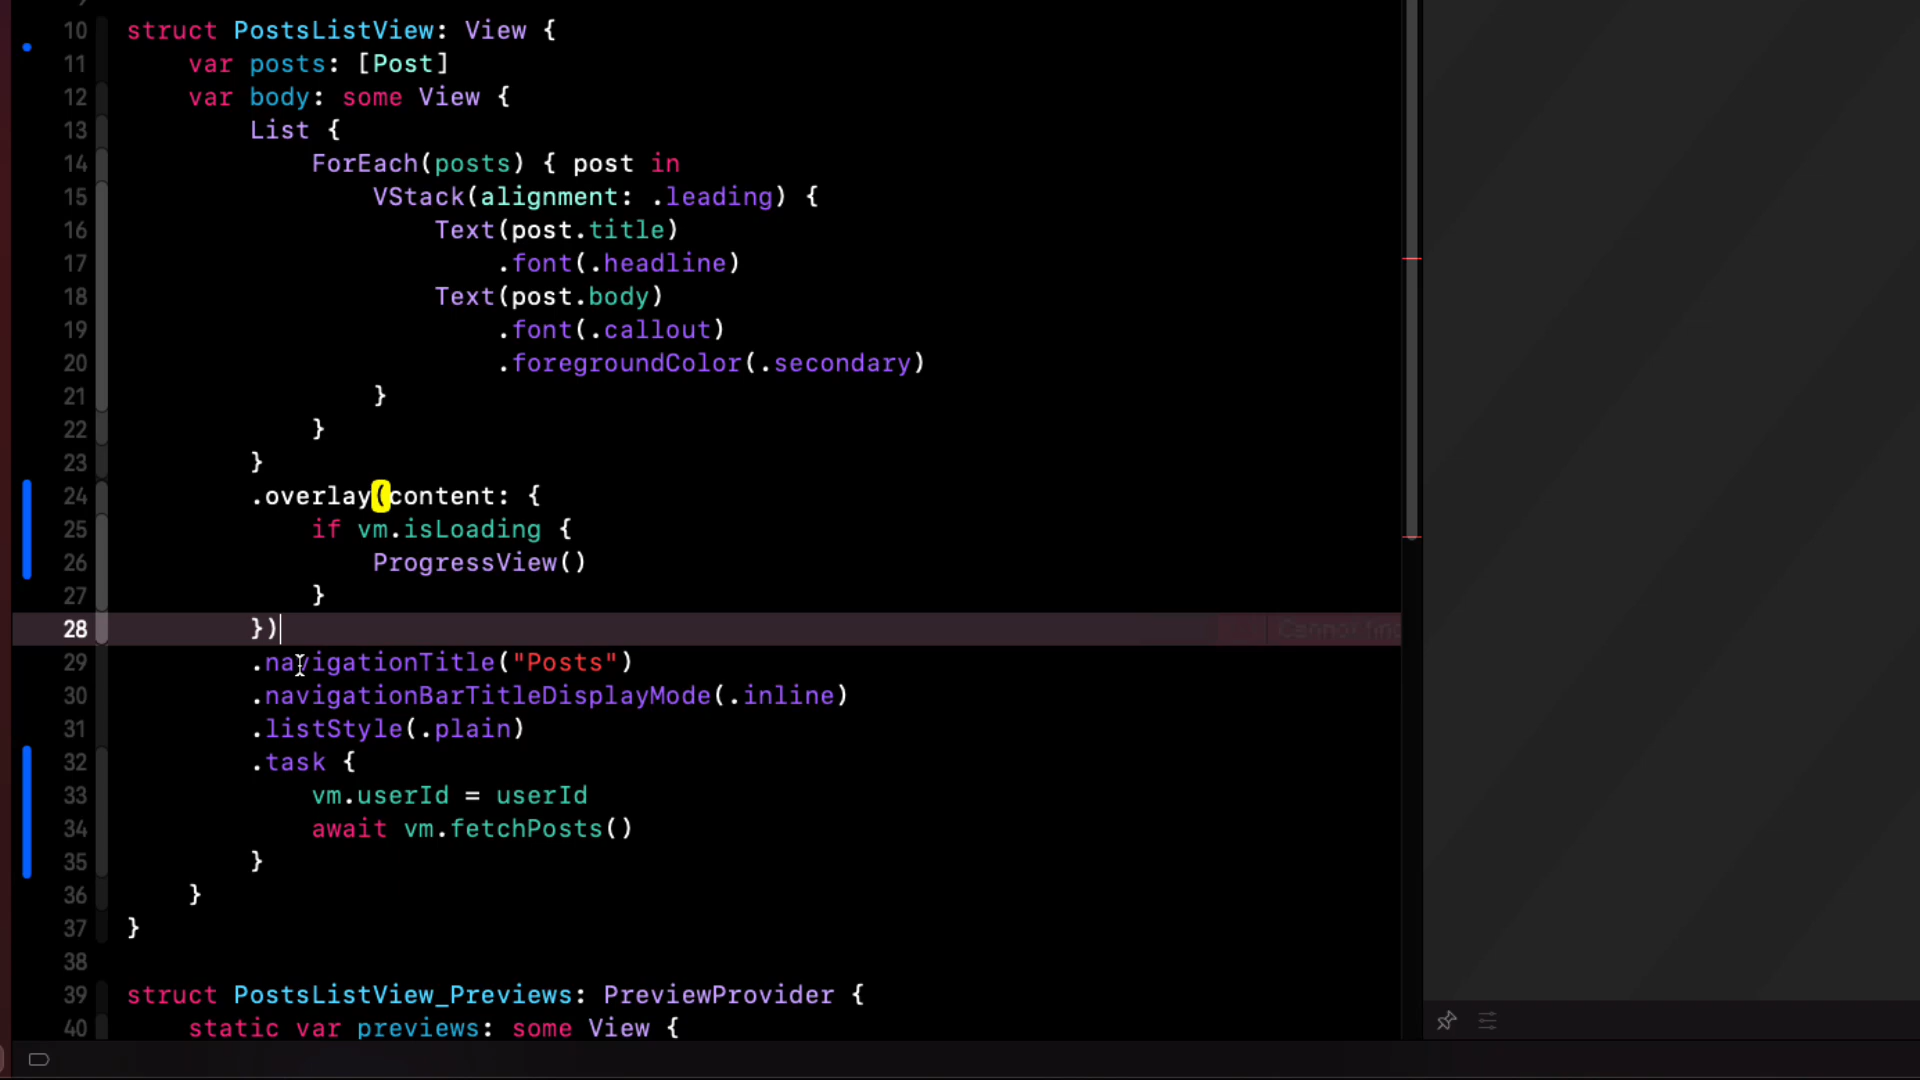 10 struct PostsListView: View {
11 var posts: [Post]
12 var body: some View {
13 List {
14 ForEach(posts) { post in
15 VStack(alignment: .leading) {
16 Text(post.title)
17 .font(.headline)
18 Text(post.body)
19 .font(.callout)
20 .foregroundColor(.secondary)
21 }
22 }
23 }
24 .overlay(content: {
25 if vm.isLoading {
26 ProgressView()
27 }
28 })
29 .navigationTitle("Posts")
30 .navigationBarTitleDisplayMode(.inline)
31 .listStyle(.plain)
32 .task {
33 vm.userId = userId
34 await vm.fetchPosts()
35 }
36 }
37 }
38
39 struct PostsListView_Previews: PreviewProvider {
40 static var previews: some View {